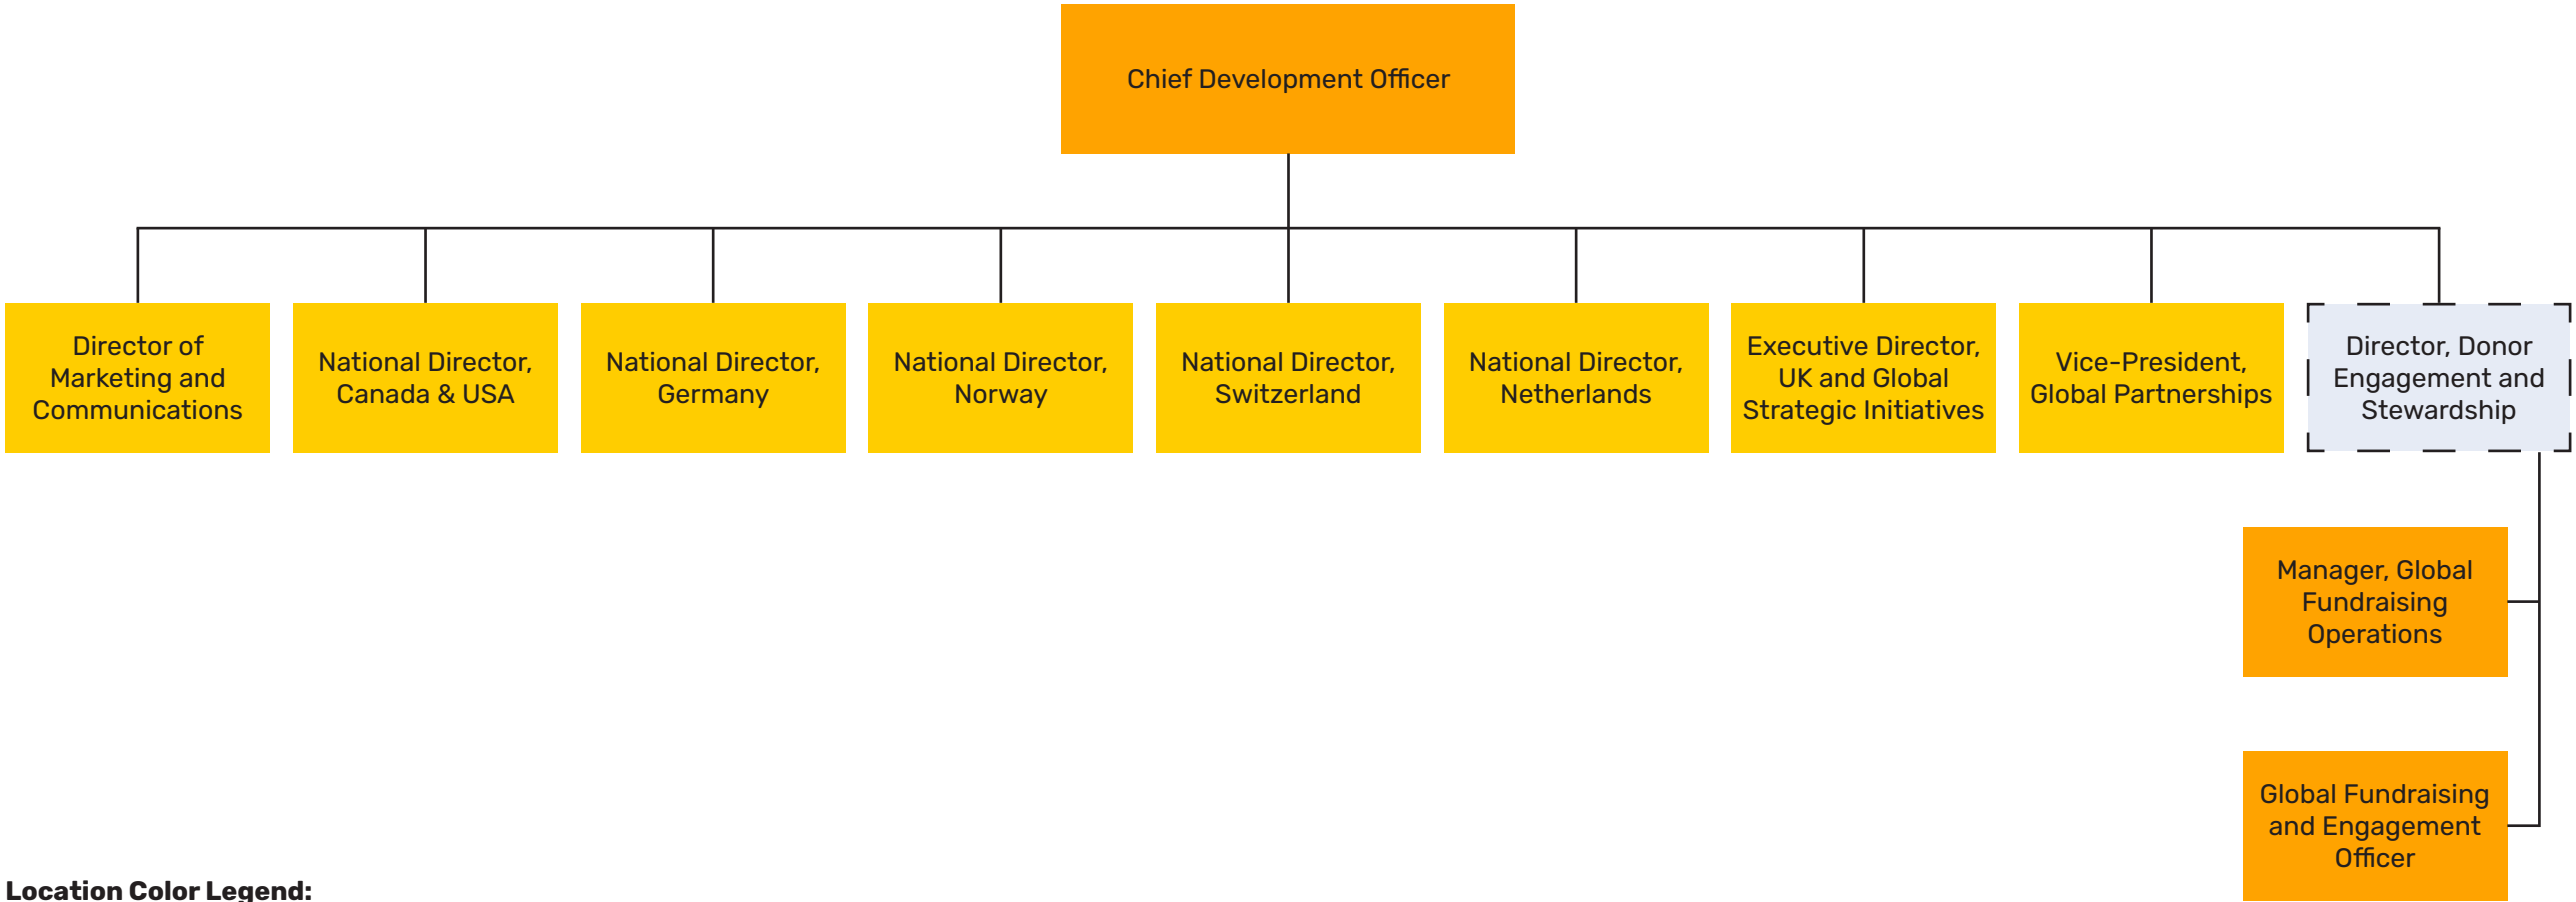 Chief Development Officer
Director of
Marketing and
Communications
National Director,
Canada & USA
National Director,
Germany
National Director,
Norway
National Director,
Switzerland
National Director,
Netherlands
Executive Director,
UK and Global
Strategic Initiatives
Vice-President,
Global Partnerships
Director, Donor
Engagement and
Stewardship
Manager, Global
Fundraising
Operations
Global Fundraising
and Engagement
Officer
Location Color Legend: